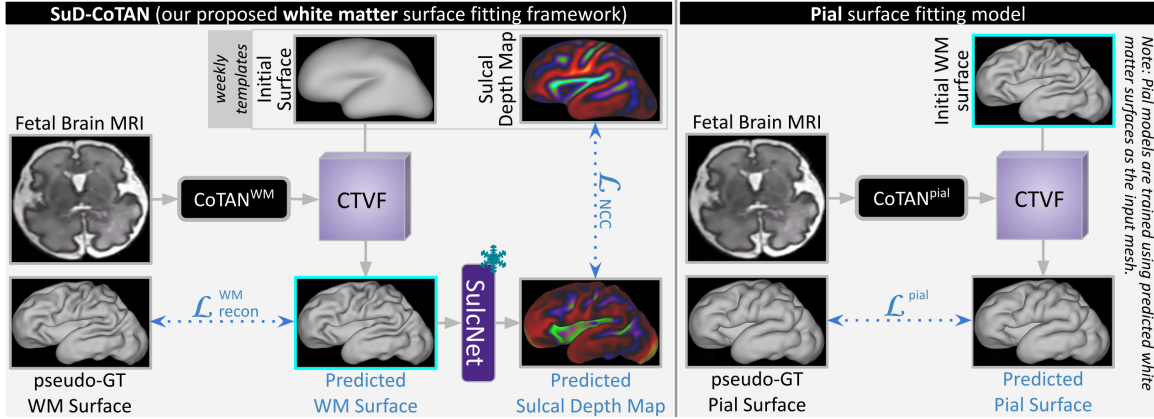 SuD-CoTAN (our proposed white matter surface fitting framework)
weekly
templates
Initial
Surface
Sulcal
Depth Map
Fetal Brain MRI
CoTAN^WM
CTVF
ℒ^NCC
ℒ^WM_recon
SulcNet
pseudo-GT
WM Surface
Predicted
WM Surface
Predicted
Sulcal Depth Map
Pial surface fitting model
Initial WM
surface
Fetal Brain MRI
CoTAN^pial
CTVF
ℒ^pial
pseudo-GT
Pial Surface
Predicted
Pial Surface
Note: Pial models are trained using predicted white
matter surfaces as the input mesh.